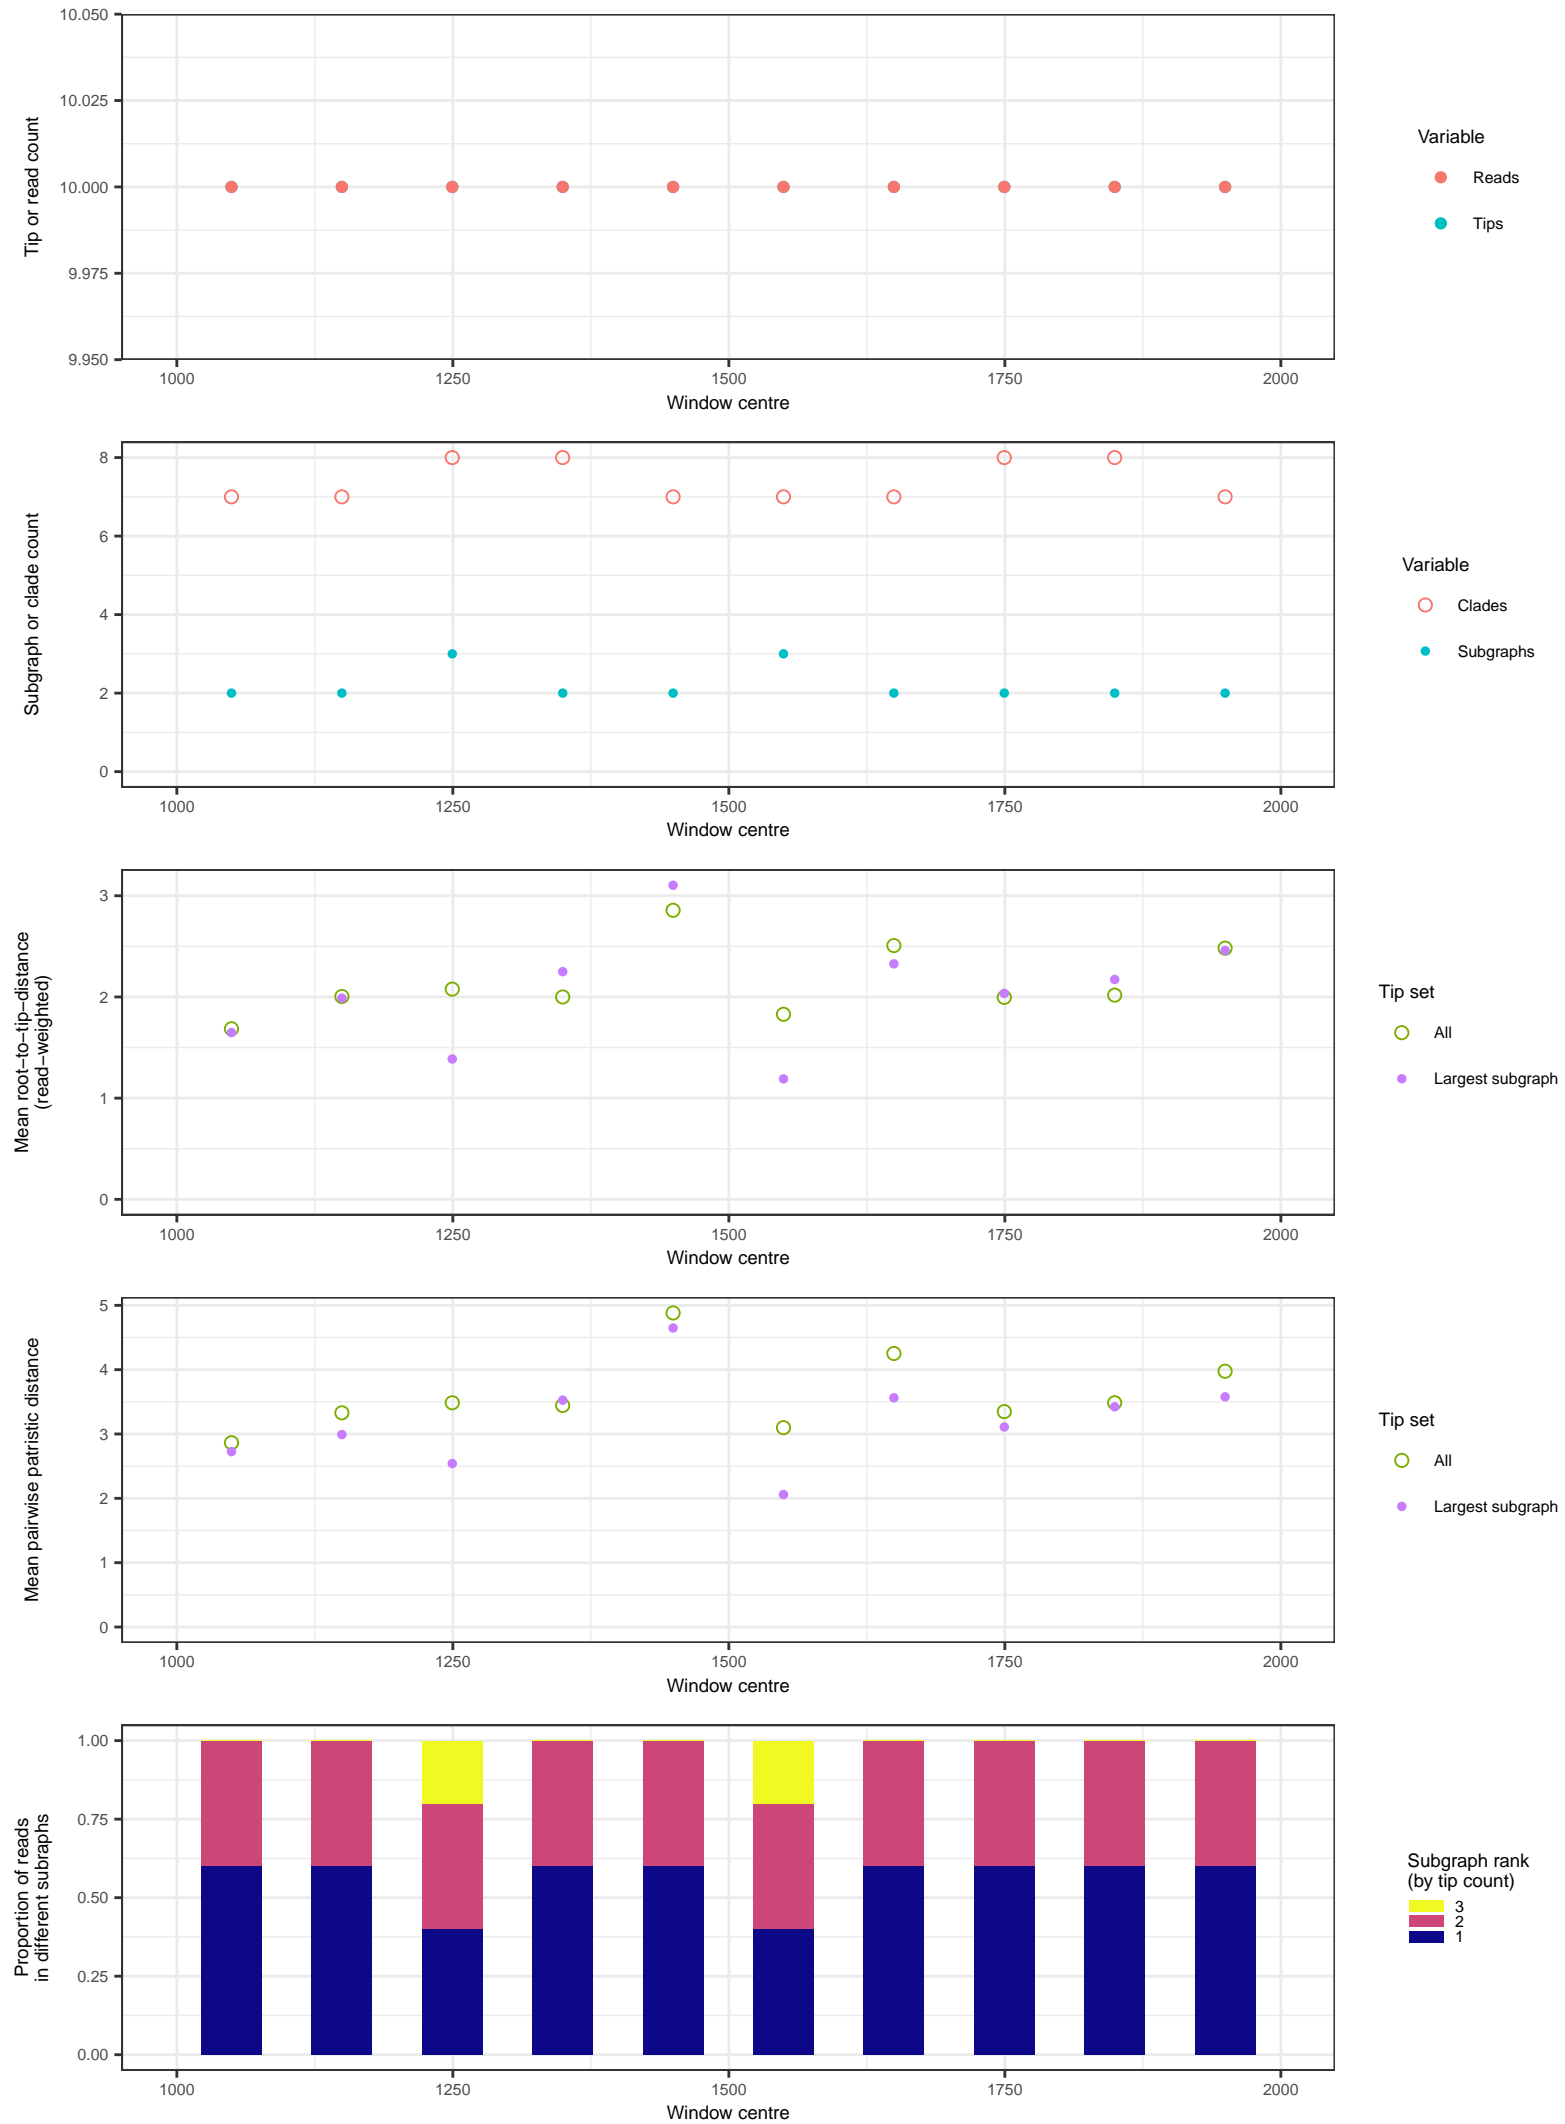 10.050
10.025
10.000
9.975
9.950
Tip or read count
1000 1250 1500 1750 2000
Window centre
Variable
Reads
Tips
8
6
4
2
0
Subgraph or clade count
1000 1250 1500 1750 2000
Window centre
Variable
Clades
Subgraphs
3
2
1
0
Mean root−to−tip−distance
(read−weighted)
1000 1250 1500 1750 2000
Window centre
Tip set
All
Largest subgraph
5
4
3
2
1
0
Mean pairwise patristic distance
1000 1250 1500 1750 2000
Window centre
Tip set
All
Largest subgraph
1.00
0.75
0.50
0.25
0.00
Proportion of reads
in different subraphs
1000 1250 1500 1750 2000
Window centre
Subgraph rank
(by tip count)
3
2
1